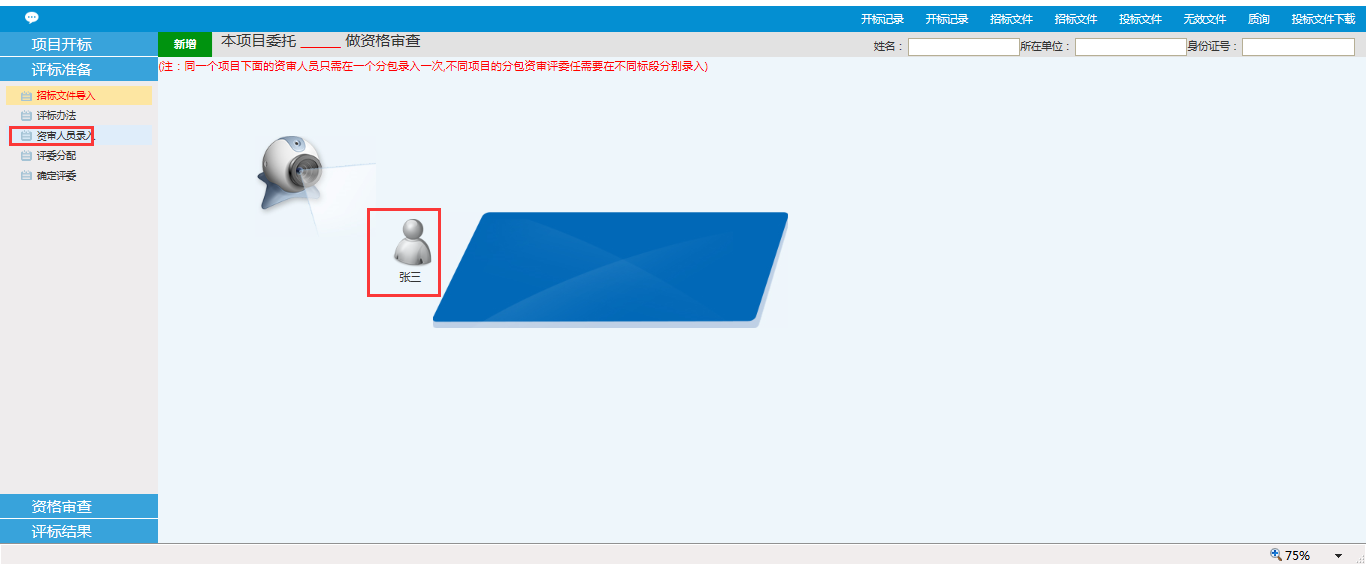 开标记录 开标记录 招标文件 招标文件 投标文件 无效文件 质询 投标文件下载
项目开标
评标准备
招标文件导入
评标办法
资审人员录入
评委分配
确定评委
资格审查
评标结果
新增 本项目委托 ______ 做资格审查 姓名： 所在单位： 身份证号：
(注：同一个项目下面的资审人员只需在一个分包录入一次,不同项目的分包资审评委任需要在不同标段分别录入)
张三
75%